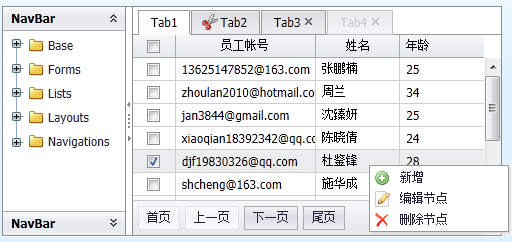 NavBar
Base
Forms
Lists
Layouts
Navigations
NavBar
Tab1 Tab2 Tab3 Tab4
员工帐号 姓名 年龄
13625147852@163.com 张鹏楠 25
zhoulan2010@hotmail.co 周兰 34
jan3844@gmail.com 沈臻妍 25
xiaoqian18392342@qq.co 陈晓倩 24
djf19830326@qq.com 杜鉴锋 28
shcheng@163.com 施华成
首页 上一页 下一页 尾页
新增
编辑节点
删除节点